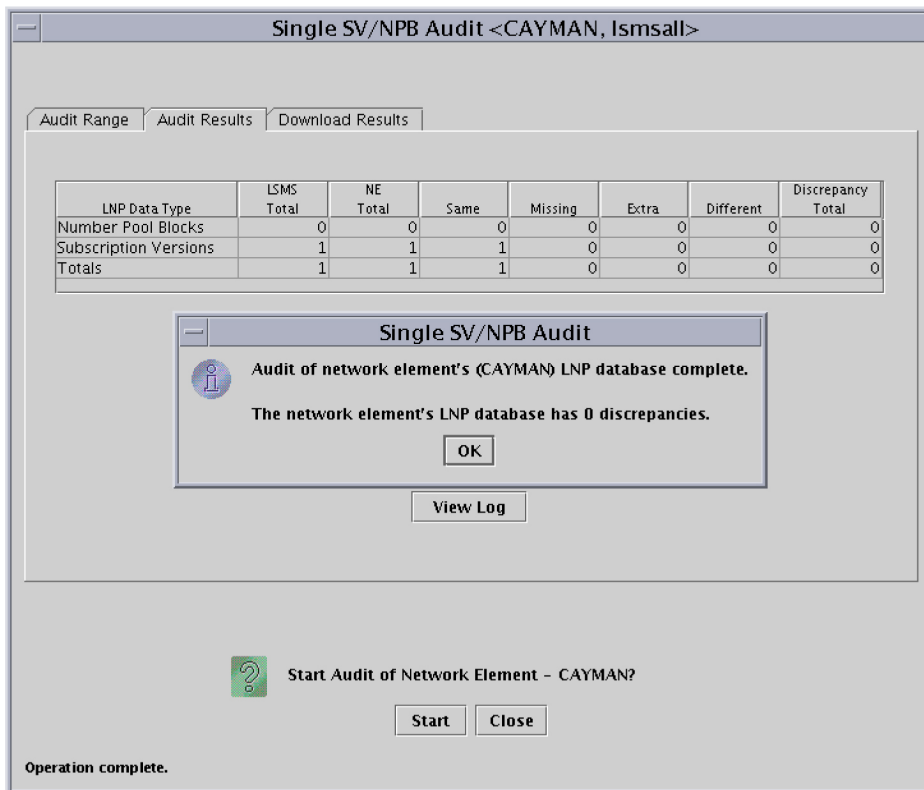 Single SV/NPB Audit <CAYMAN, lsmsall>
Audit Range Audit Results Download Results
LNP Data Type LSMS Total NE Total Same Missing Extra Different Discrepancy Total
Number Pool Blocks 0 0 0 0 0 0 0
Subscription Versions 1 1 1 0 0 0 0
Totals 1 1 1 0 0 0 0
Single SV/NPB Audit
Audit of network element's (CAYMAN) LNP database complete.
The network element's LNP database has 0 discrepancies.
OK
View Log
Start Audit of Network Element - CAYMAN?
Start Close
Operation complete.